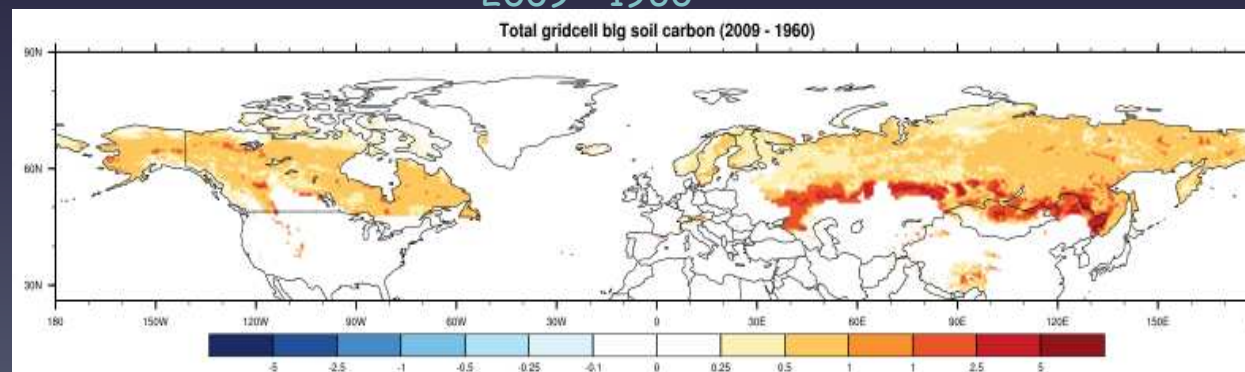 2009 - 1960
Total gridcell blg soil carbon (2009 - 1960)
90N
60N
30N
180 150W 120W 90W 60W 30W 0 30E 60E 90E 120E 150E
-5 -2.5 -1 -0.5 -0.25 -0.1 0 0.25 0.5 1 1 2.5 5